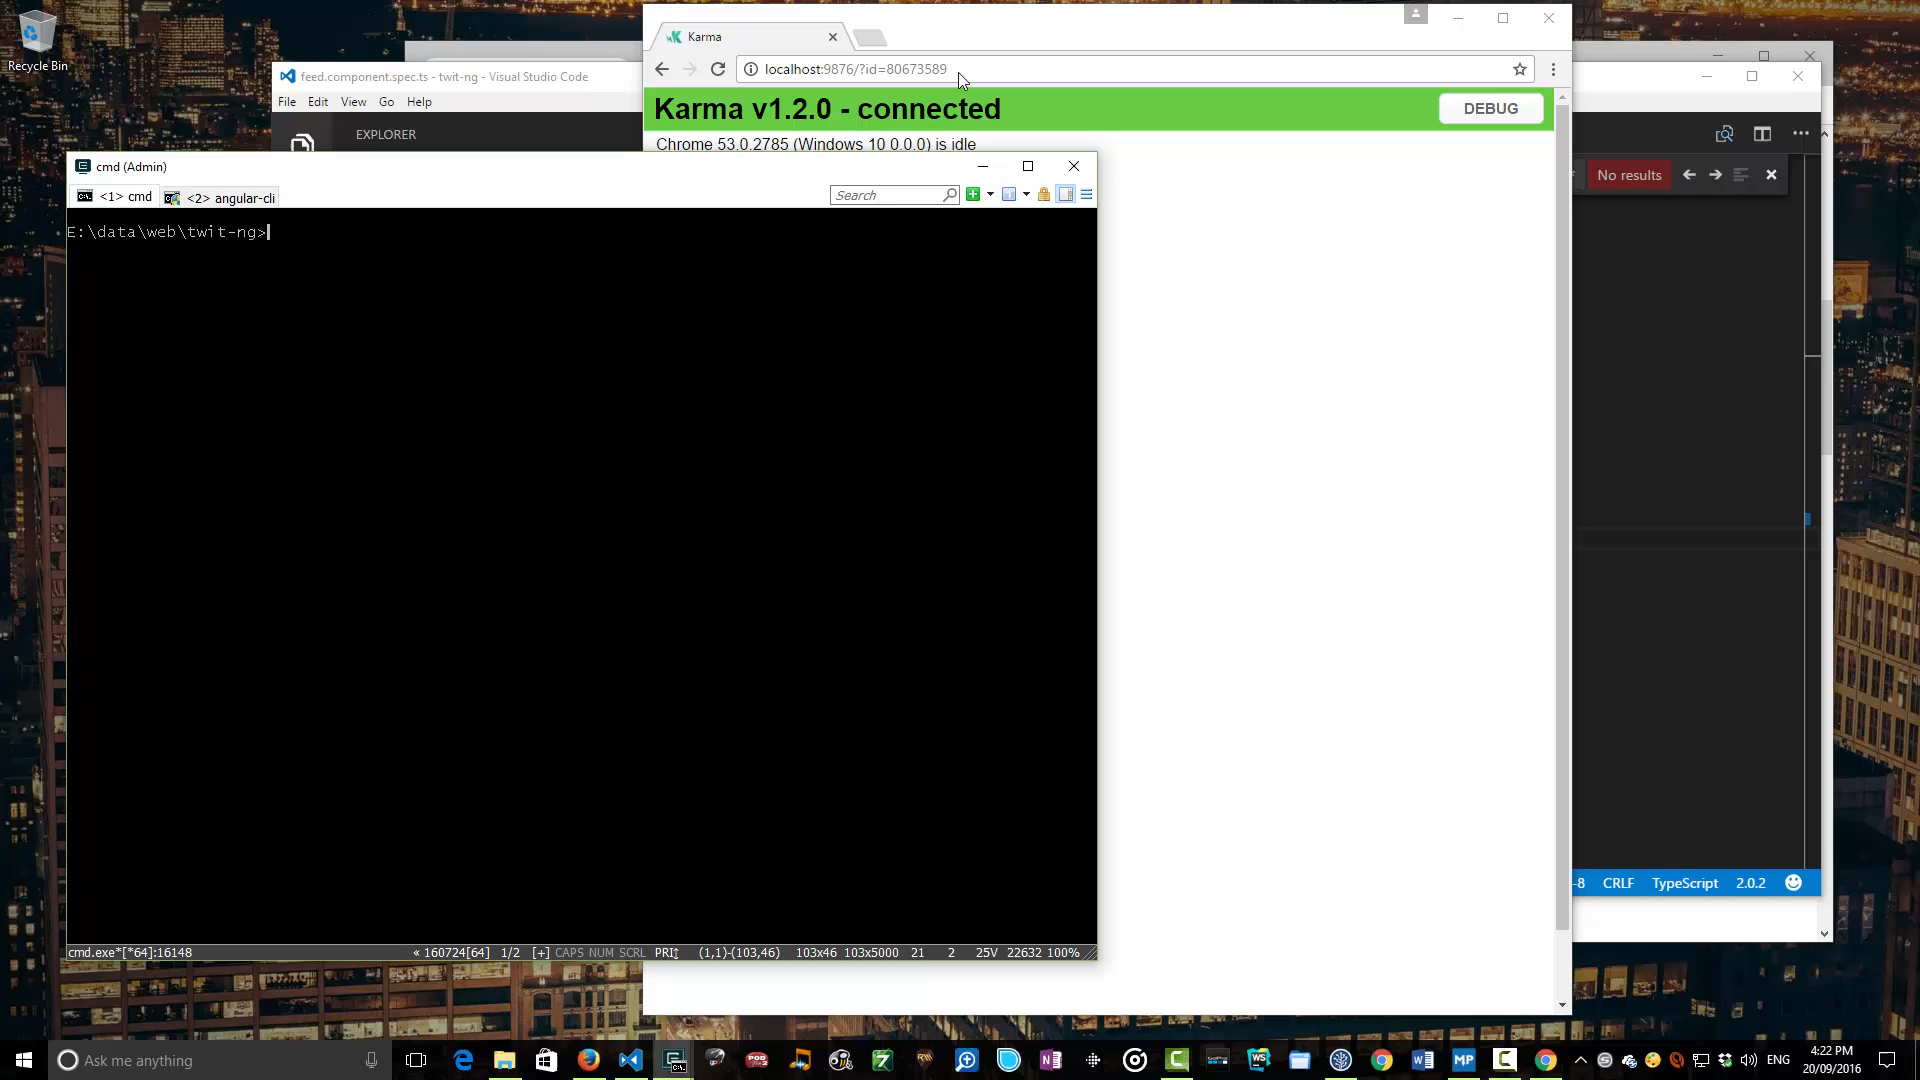 Recycle Bin
feed.component.spec.ts - twit-ng - Visual Studio Code
File Edit View Go Help
EXPLORER
Karma
localhost:9876/?id=80673589
Karma v1.2.0 - connected
DEBUG
Chrome 53.0.2785 (Windows 10 0.0.0) is idle
No results
cmd (Admin)
<1> cmd
<2> angular-cli
Search
E:\data\web\twit-ng>
cmd.exe*[*64]:16148
« 160724[64] 1/2 [+] CAPS NUM SCRL PRI↕ (1,1)-(103,46) 103x46 103x5000 21 2 25V 22632 100%
-8 CRLF TypeScript 2.0.2
Ask me anything
ENG
4:22 PM
20/09/2016